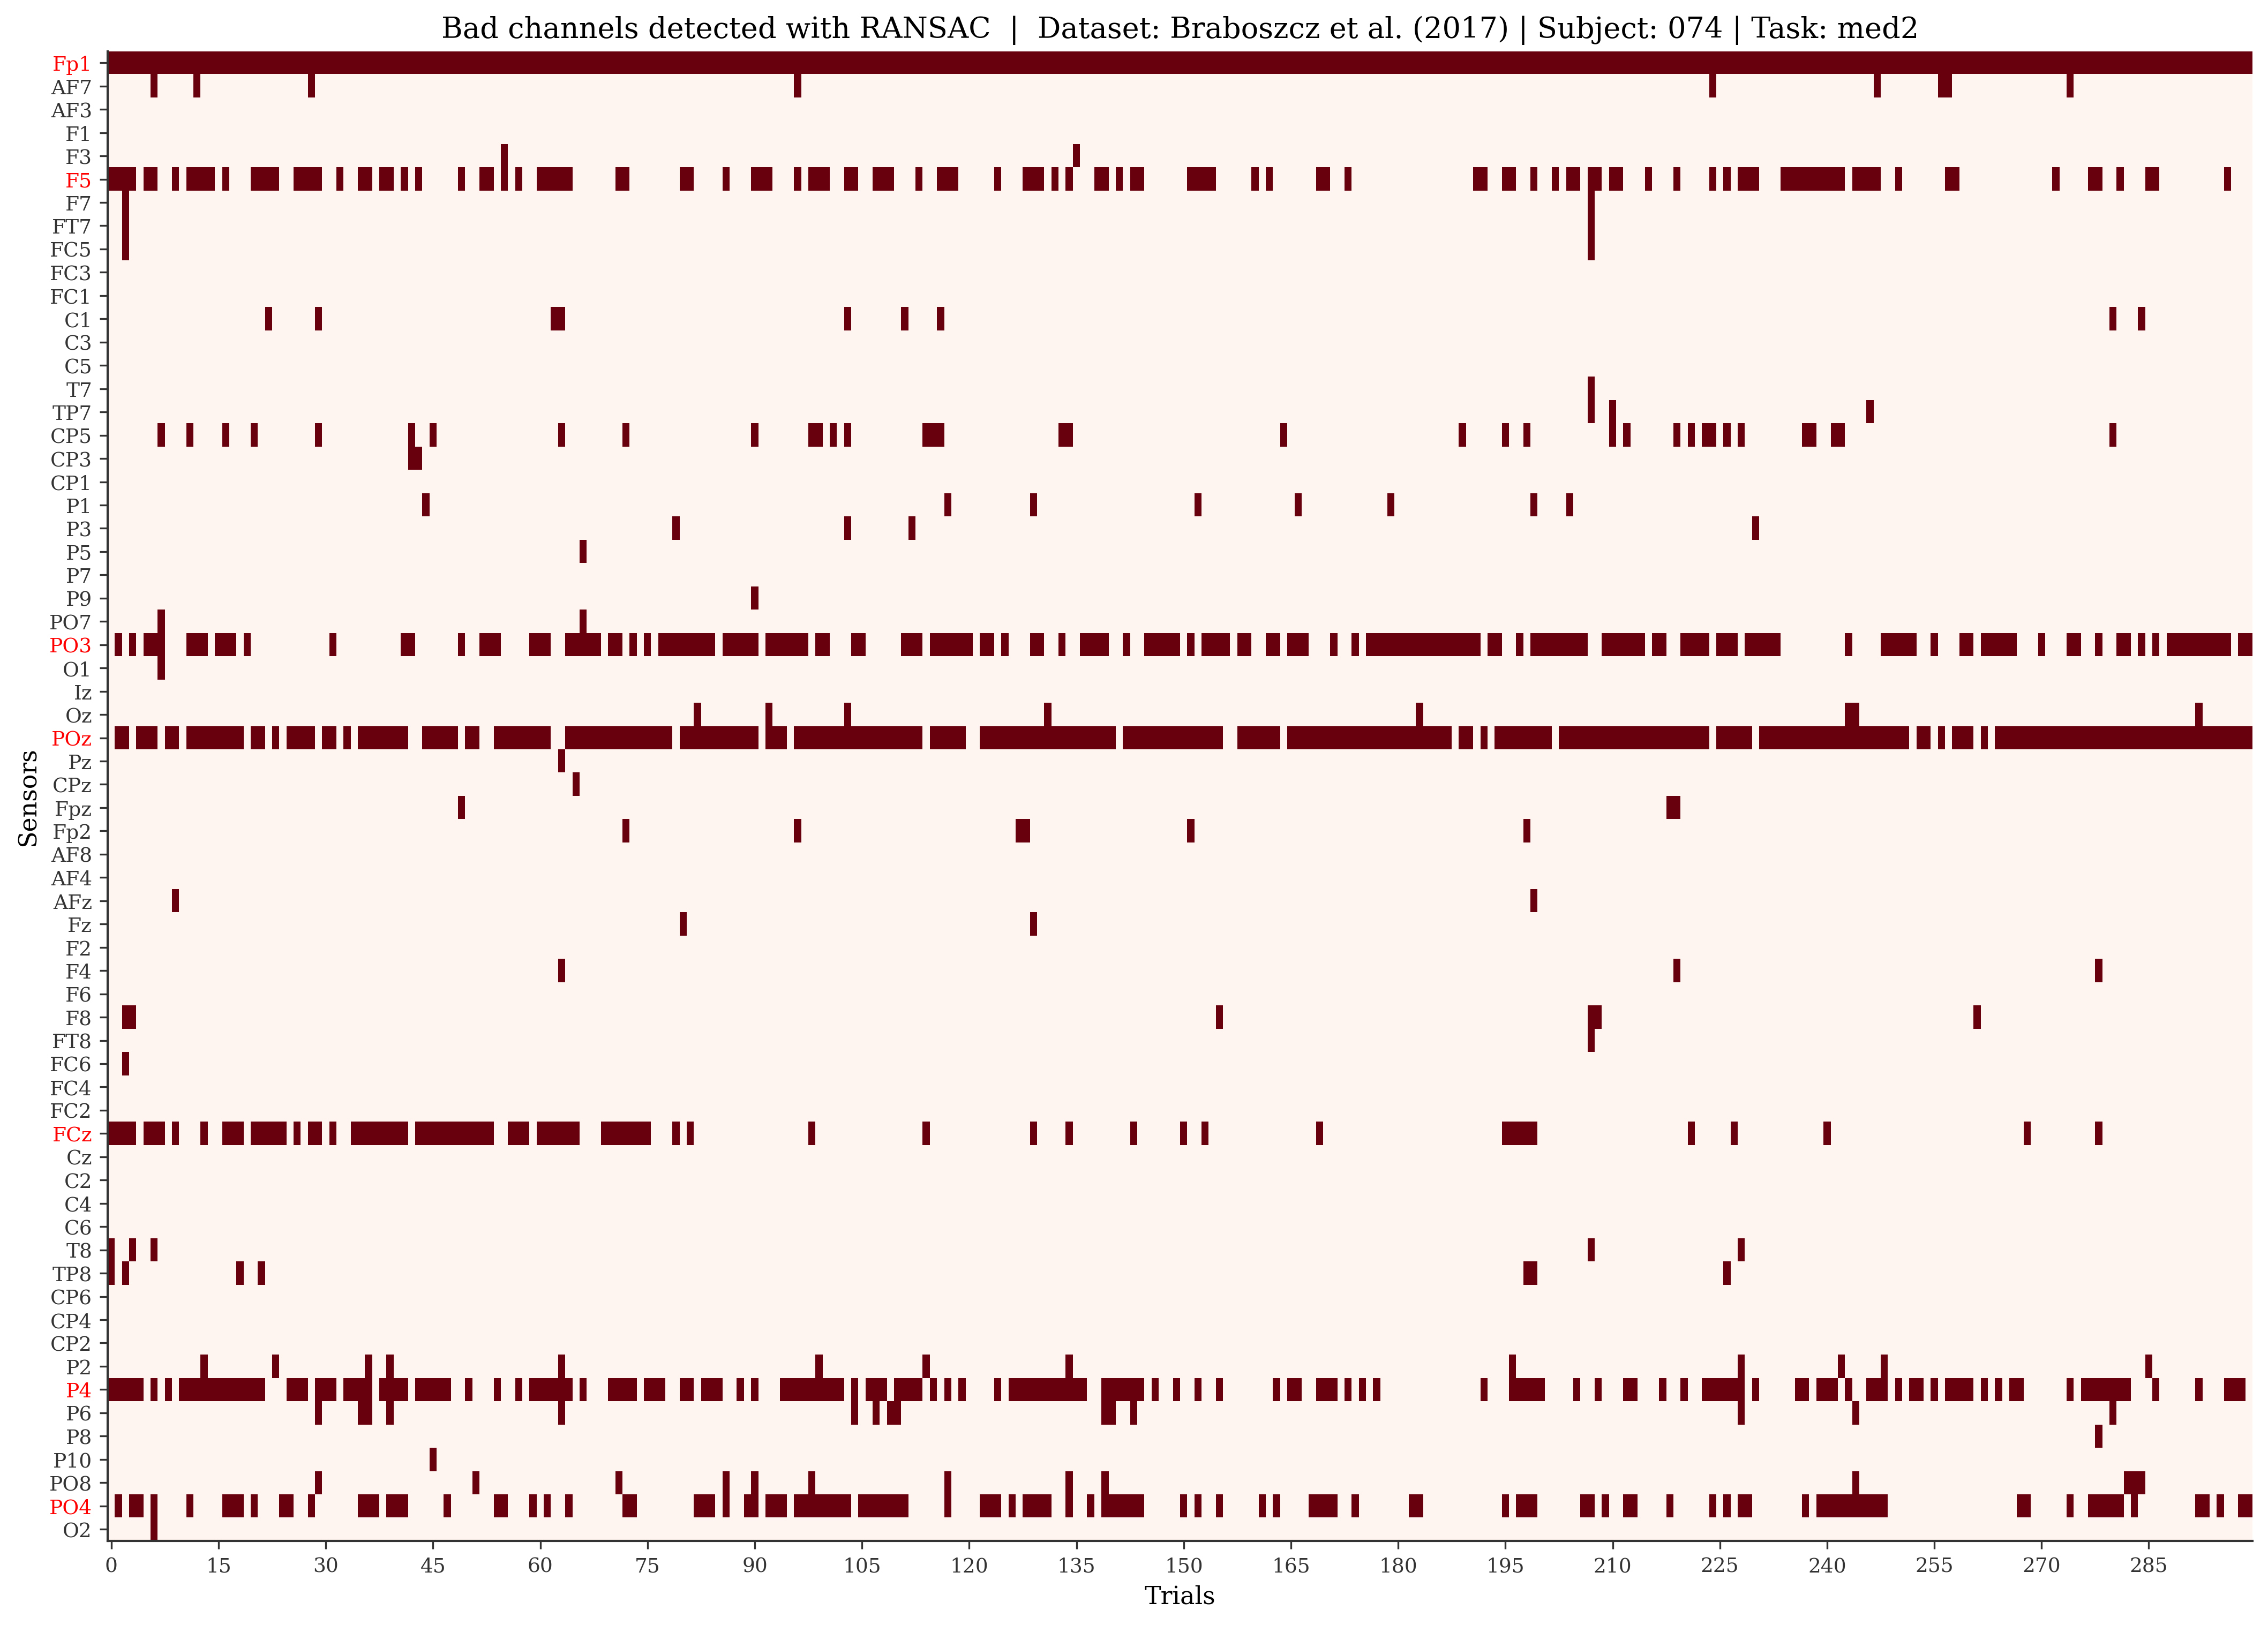 Bad channels detected with RANSAC | Dataset: Braboszcz et al. (2017) | Subject: 074 | Task: med2
Fp1
AF7
AF3
F1
F3
F5
F7
FT7
FC5
FC3
FC1
C1
C3
C5
T7
TP7
CP5
CP3
CP1
P1
P3
P5
P7
P9
PO7
PO3
O1
Iz
Oz
POz
Pz
CPz
Fpz
Fp2
AF8
AF4
AFz
Fz
F2
F4
F6
F8
FT8
FC6
FC4
FC2
FCz
Cz
C2
C4
C6
T8
TP8
CP6
CP4
CP2
P2
P4
P6
P8
P10
PO8
PO4
O2
Sensors
0 15 30 45 60 75 90 105 120 135 150 165 180 195 210 225 240 255 270 285
Trials